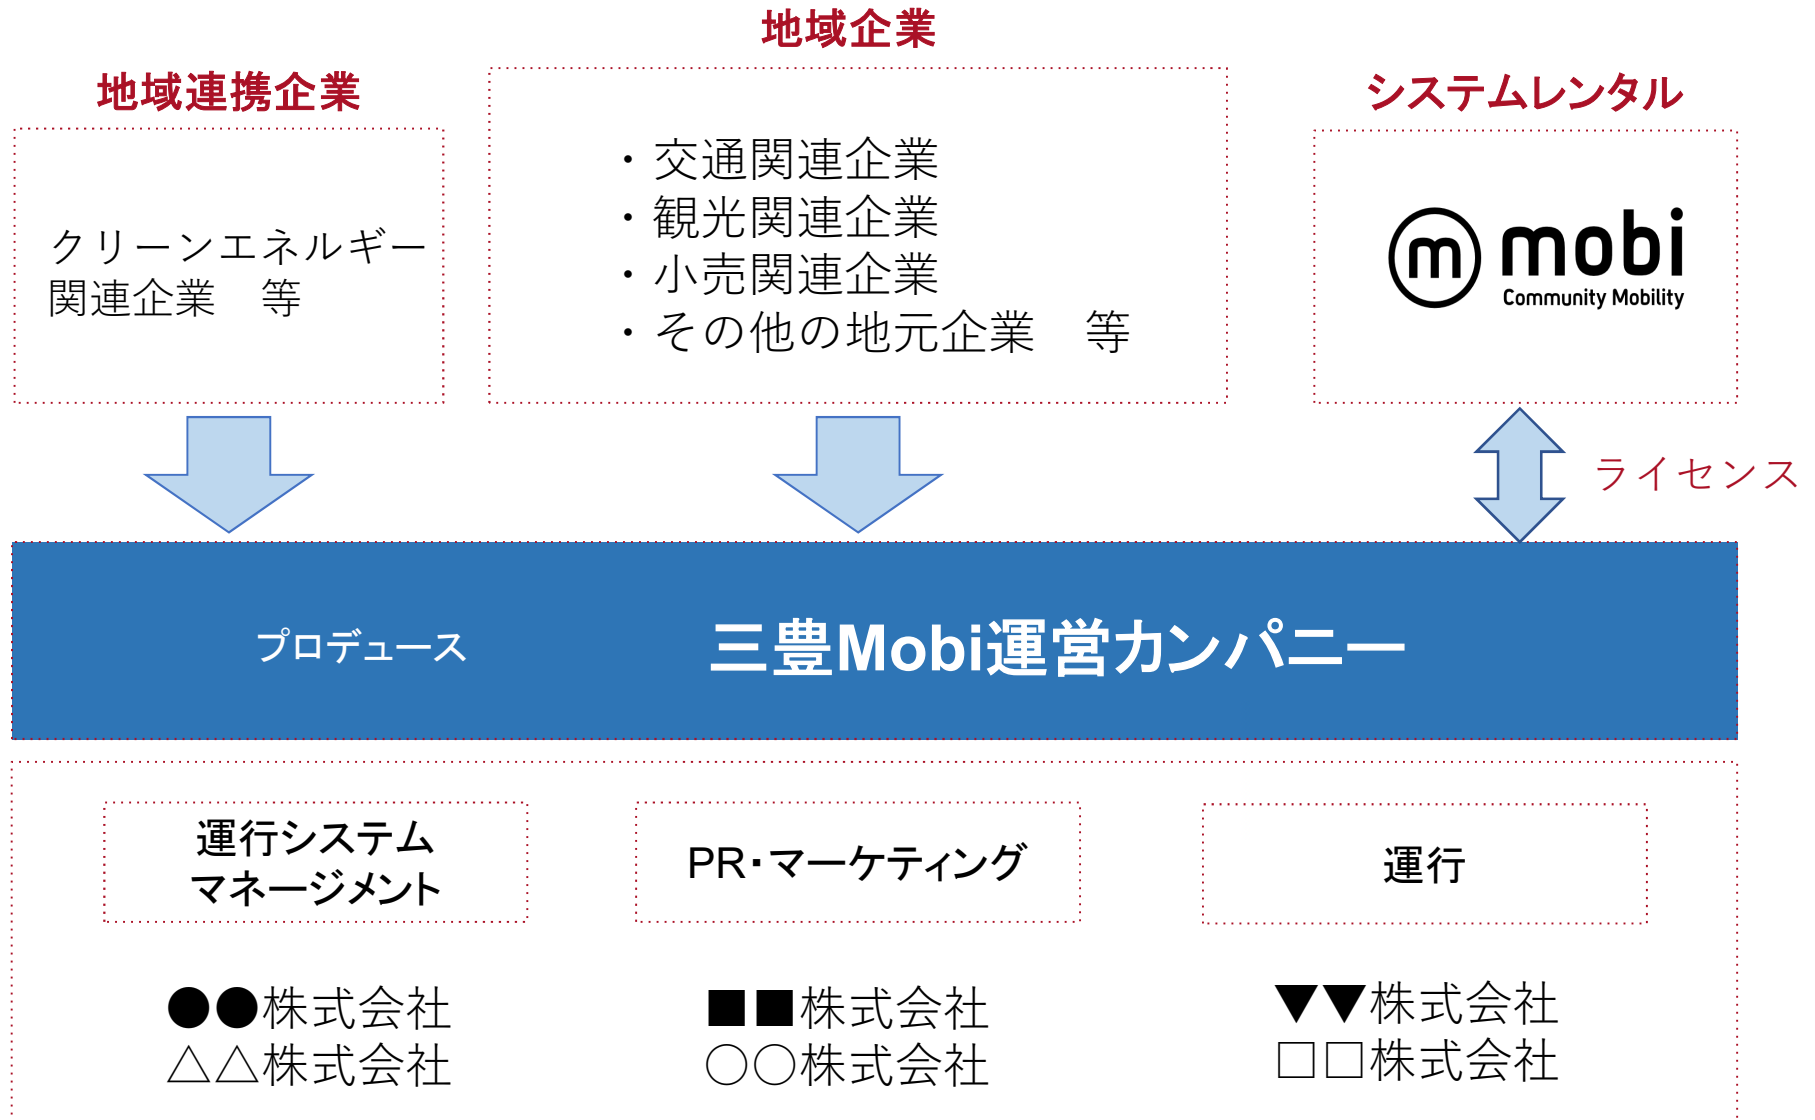 地域企業
地域連携企業
システムレンタル
・交通関連企業
・観光関連企業
・小売関連企業
・その他の地元企業　等
クリーンエネルギー
関連企業　等
m mobi
Community Mobility
ライセンス
プロデュース　三豊Mobi運営カンパニー
運行システム
マネージメント
PR・マーケティング
運行
●●株式会社
△△株式会社
■■株式会社
○○株式会社
▼▼株式会社
□□株式会社